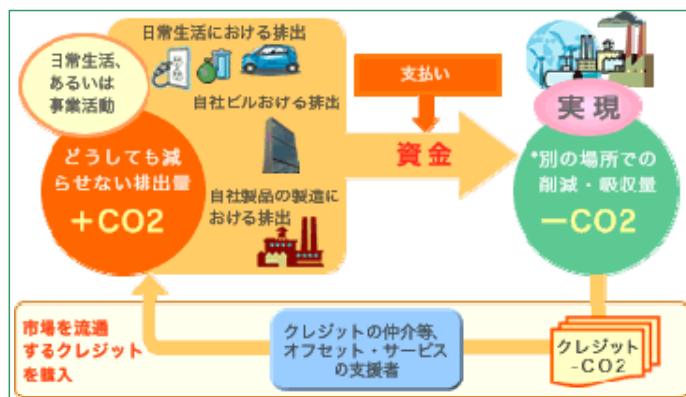 日常生活、
あるいは
事業活動
日常生活における排出
自社ビルおける排出
自社製品の製造に
おける排出
どうしても減
らせない排出量
+CO2
支払い
資金
実現
*別の場所での
削減・吸収量
-CO2
市場を流通
するクレジット
を購入
クレジットの仲介等、
オフセット・サービス
の支援者
クレジット
-CO2